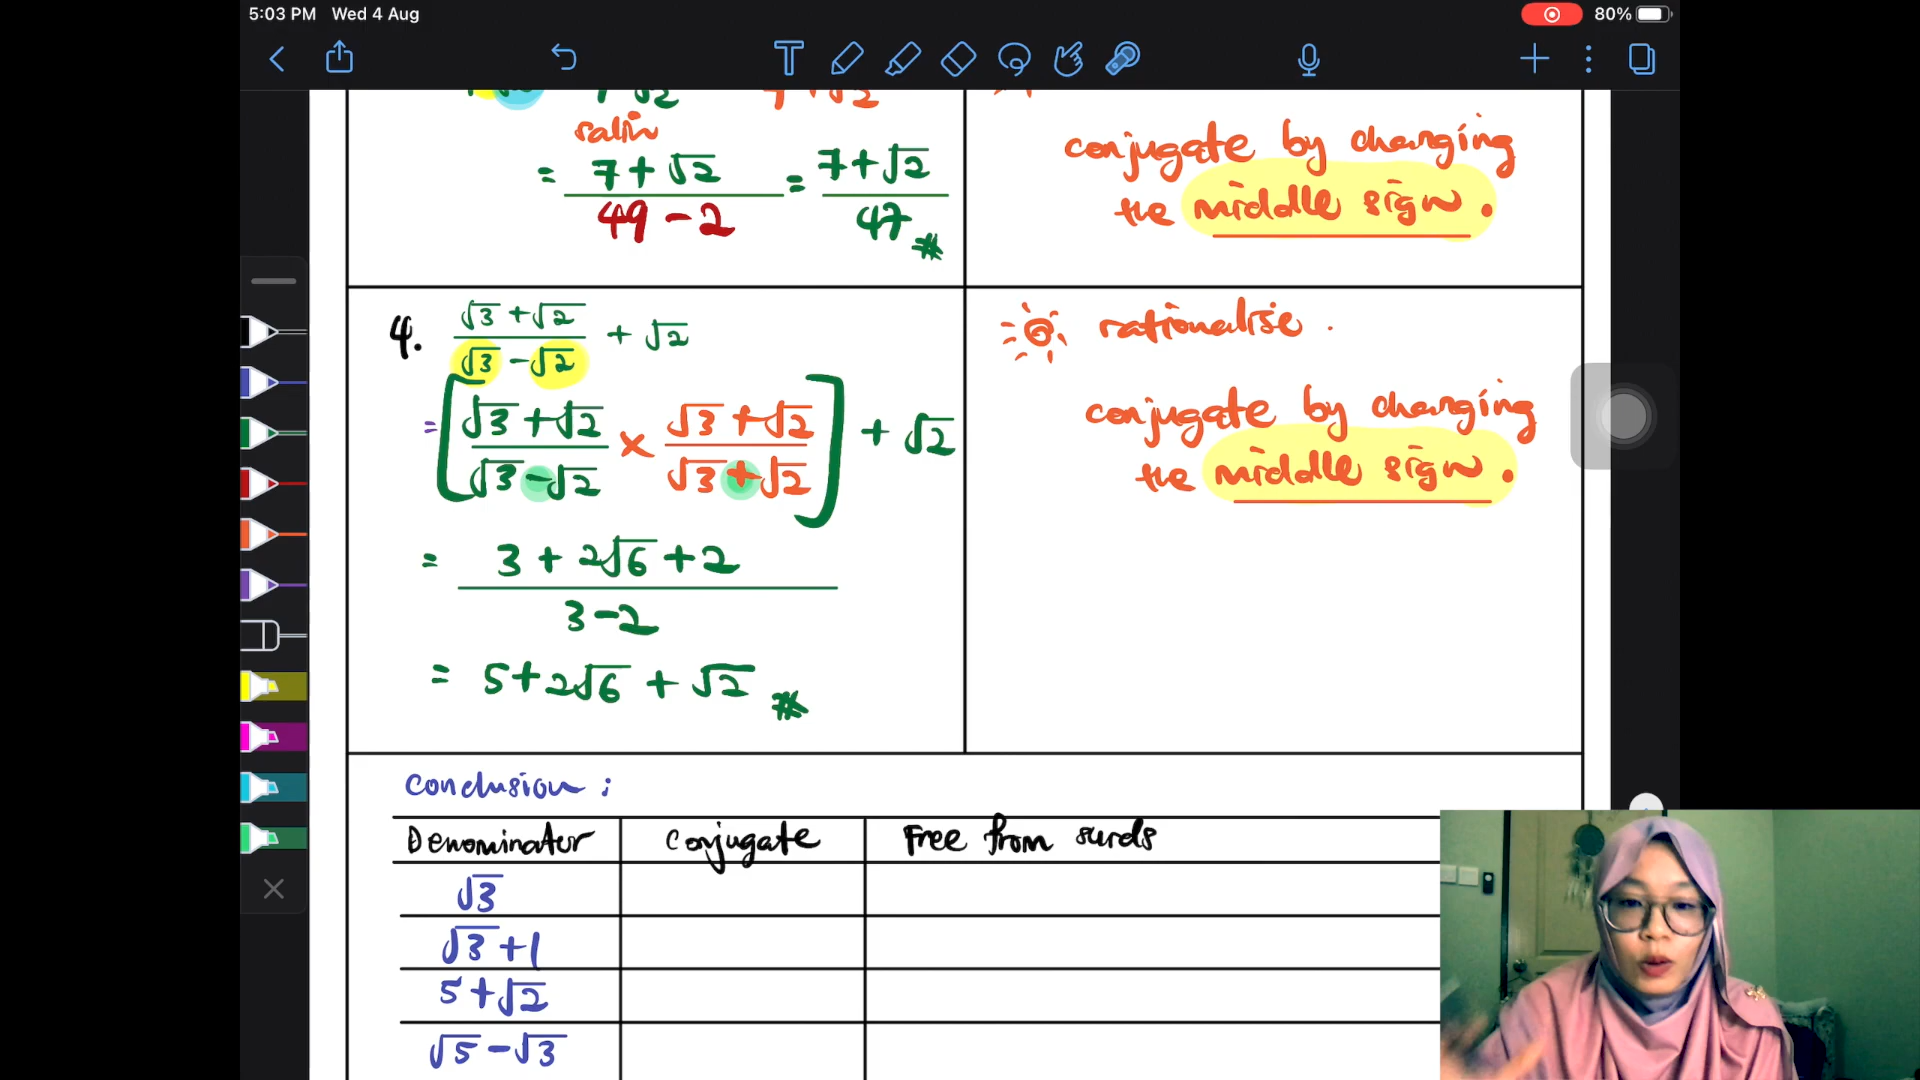 5:03 PM Wed 4 Aug
80%
7+√2
salin
= 7+√2 / 49-2 = 7+√2 / 47
conjugate by changing
the middle sign.
4. √3+√2 / √3-√2 + √2
= [ √3+√2 / √3-√2 × √3+√2 / √3+√2 ] + √2
= 3+2√6+2 / 3-2
= 5+2√6+√2
rationalise.
conjugate by changing
the middle sign.
Conclusion:
Denominator Conjugate Free from surds
√3
√3+1
5+√2
√5-√3